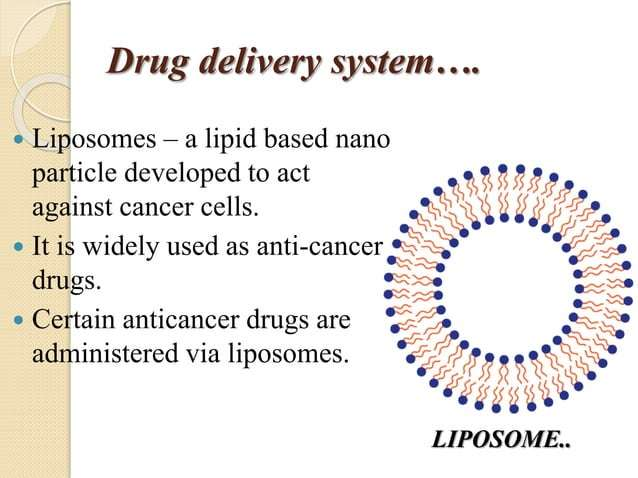 Drug delivery system….
• Liposomes – a lipid based nano
particle developed to act
against cancer cells.
• It is widely used as anti-cancer
drugs.
• Certain anticancer drugs are
administered via liposomes.
LIPOSOME..